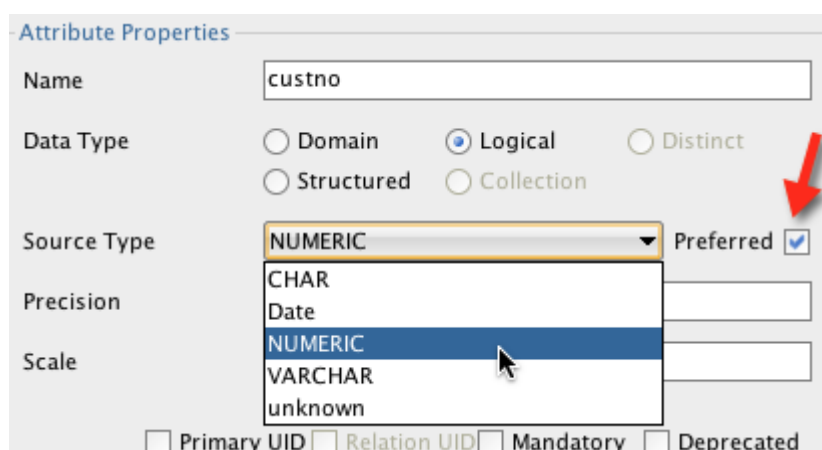 Attribute Properties
Name custno
Data Type Domain Logical Distinct
Structured Collection
Source Type NUMERIC Preferred
CHAR
Precision Date
NUMERIC
Scale VARCHAR
unknown
Primary UID Relation UID Mandatory Deprecated